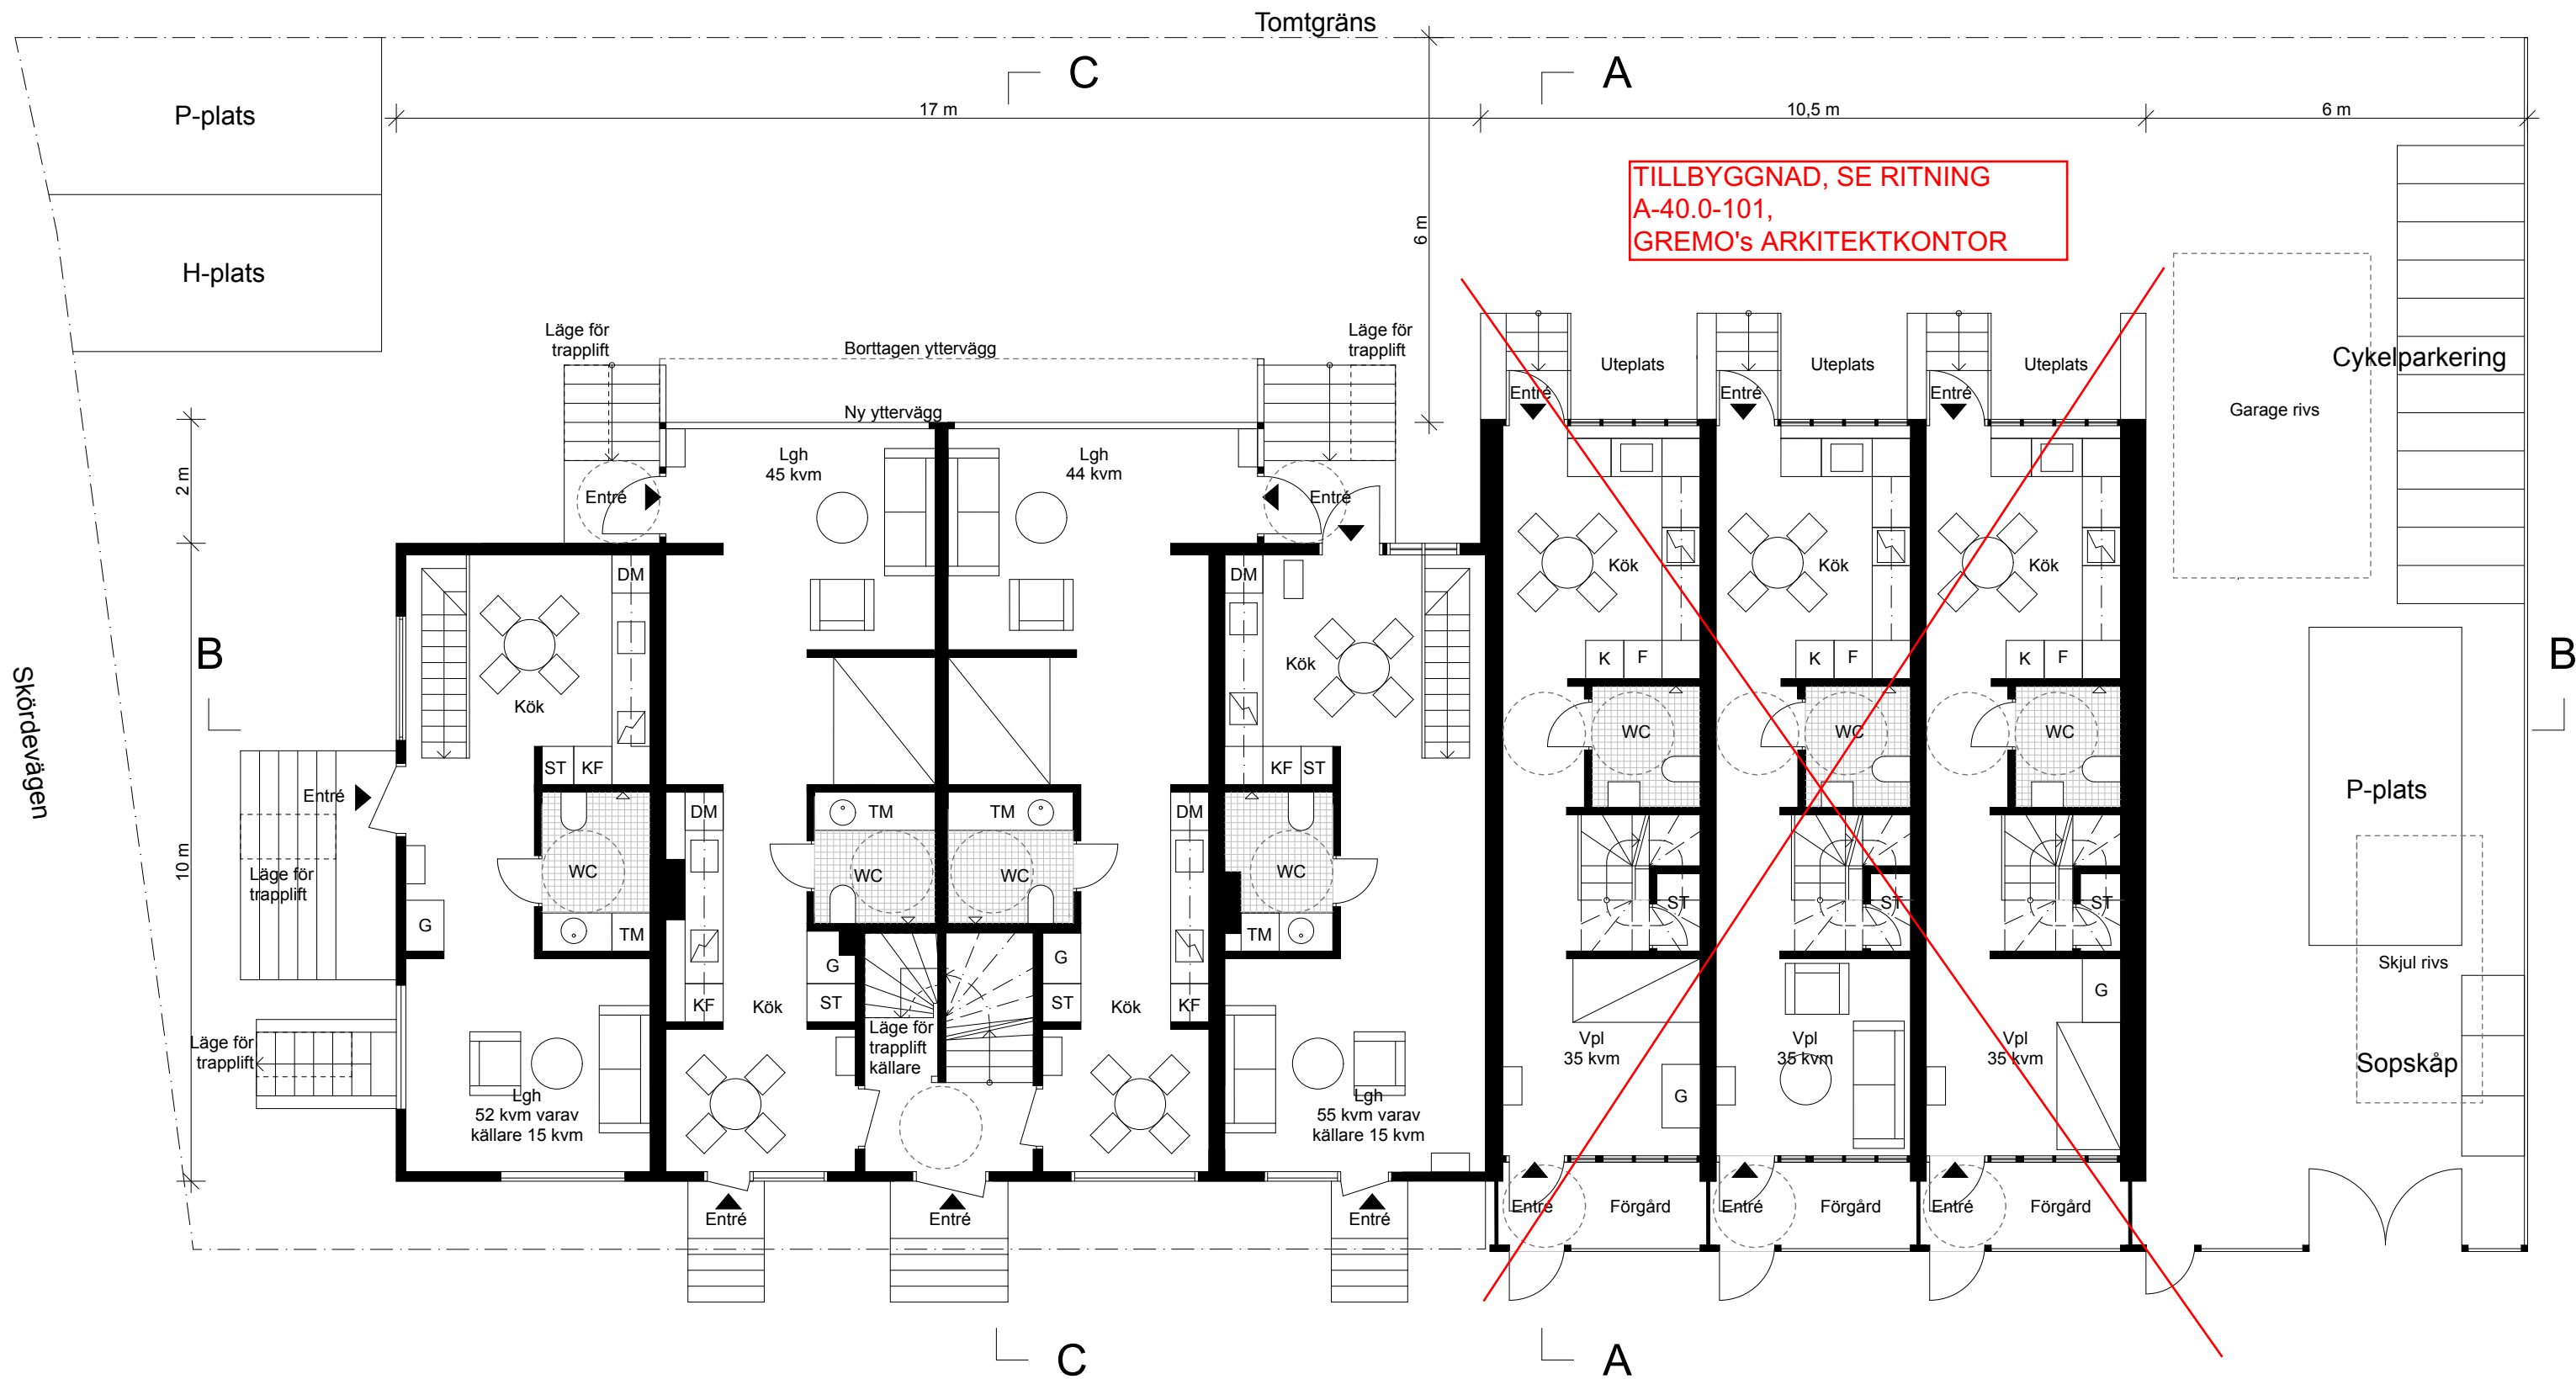 Tomtgräns
C
A
P-plats
17 m
10,5 m
6 m
TILLBYGGNAD, SE RITNING
A-40.0-101,
GREMO's ARKITEKTKONTOR
6 m
H-plats
Läge för
trapplift
Borttagen yttervägg
Läge för
trapplift
Uteplats
Uteplats
Uteplats
Cykelparkering
Entré
Entré
Entré
Garage rivs
Ny yttervägg
2 m
Lgh
45 kvm
Lgh
44 kvm
Entré
Entré
DM
DM
Kök
Kök
Kök
B
Kök
K
F
K
F
K
F
B
Skördevägen
Kök
WC
WC
WC
ST
KF
KF
ST
Entré
P-plats
DM
TM
TM
DM
10 m
Läge för
trapplift
WC
WC
WC
WC
G
ST
ST
ST
TM
TM
G
G
Skjul rivs
KF
Kök
ST
ST
Kök
KF
G
Läge för
trapplift
Läge för
trapplift
källare
Vpl
35 kvm
Vpl
35 kvm
Vpl
35 kvm
Sopskåp
G
Lgh
52 kvm varav
källare 15 kvm
Lgh
55 kvm varav
källare 15 kvm
Entré
Entré
Entré
Entré
Förgård
Entré
Förgård
Entré
Förgård
C
A